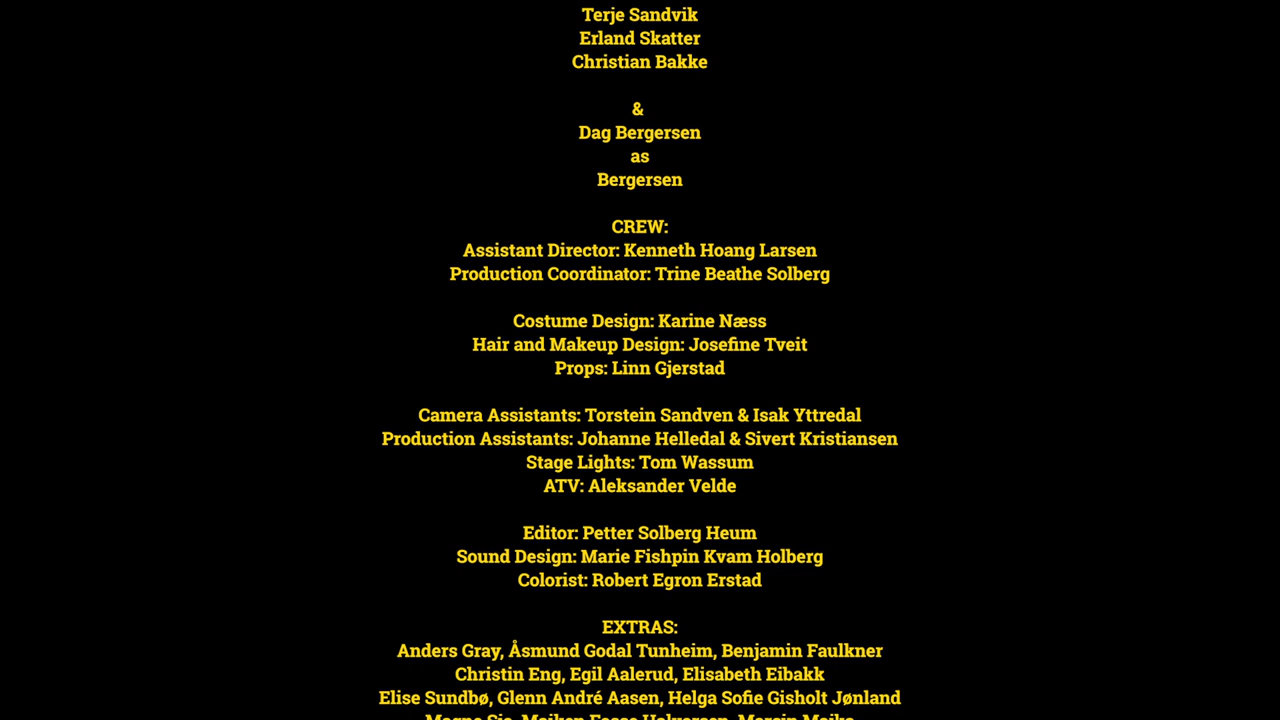 Terje Sandvik
Erland Skatter
Christian Bakke
&
Dag Bergersen
as
Bergersen
CREW:
Assistant Director: Kenneth Hoang Larsen
Production Coordinator: Trine Beathe Solberg
Costume Design: Karine Næss
Hair and Makeup Design: Josefine Tveit
Props: Linn Gjerstad
Camera Assistants: Torstein Sandven & Isak Yttredal
Production Assistants: Johanne Helledal & Sivert Kristiansen
Stage Lights: Tom Wassum
ATV: Aleksander Velde
Editor: Petter Solberg Heum
Sound Design: Marie Fishpin Kvam Holberg
Colorist: Robert Egron Erstad
EXTRAS:
Anders Gray, Åsmund Godal Tunheim, Benjamin Faulkner
Christin Eng, Egil Aalerud, Elisabeth Eibakk
Elise Sundbø, Glenn André Aasen, Helga Sofie Gisholt Jønland